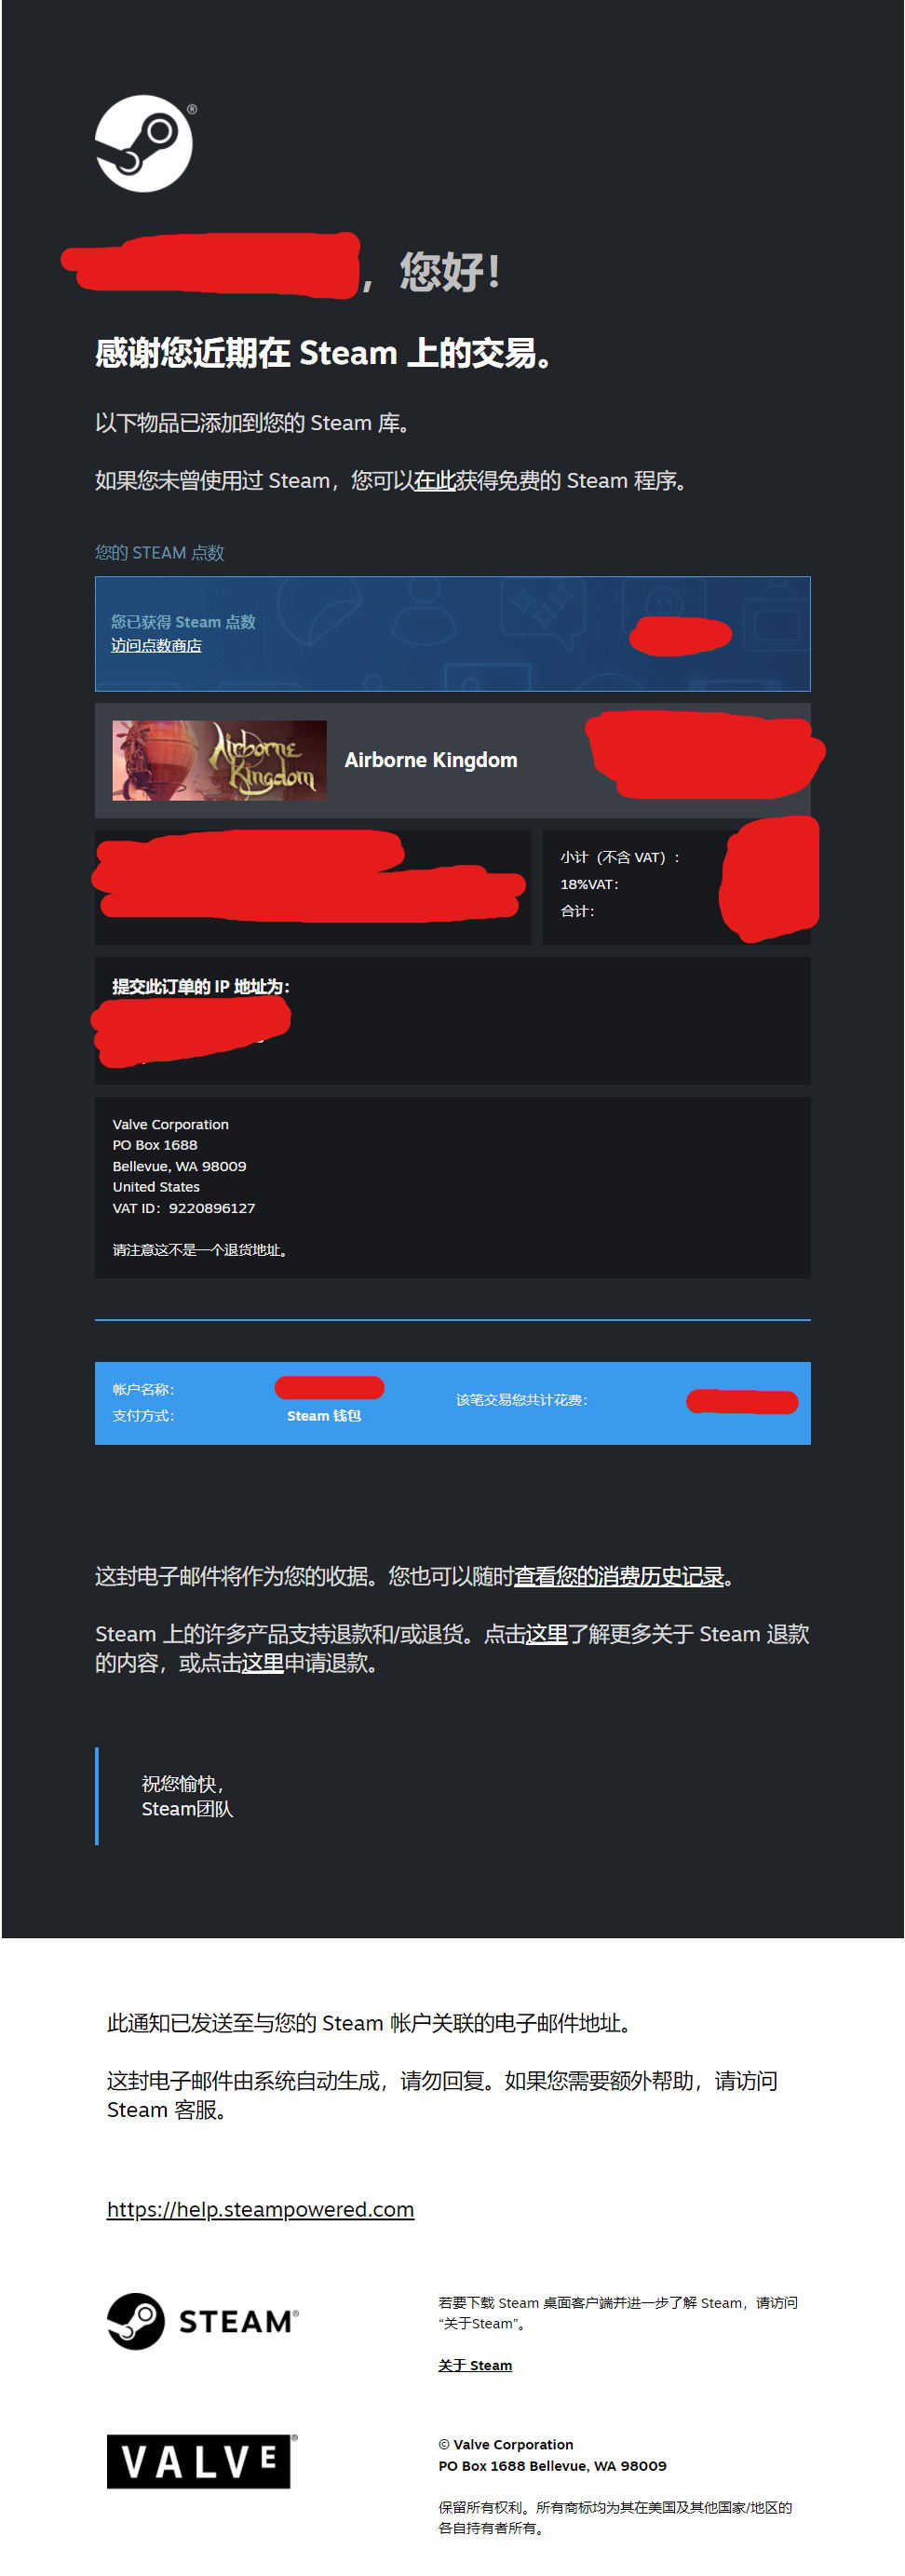 ，您好！
感谢您近期在 Steam 上的交易。
以下物品已添加到您的 Steam 库。
如果您未曾使用过 Steam，您可以在此获得免费的 Steam 程序。
您的 STEAM 点数
您已获得 Steam 点数
访问点数商店
Airborne Kingdom
Airborne Kingdom
小计（不含 VAT）：
18%VAT：
合计：
提交此订单的 IP 地址为：
Valve Corporation
PO Box 1688
Bellevue, WA 98009
United States
VAT ID：9220896127
请注意这不是一个退货地址。
帐户名称：
支付方式： Steam 钱包
该笔交易您共计花费：
这封电子邮件将作为您的收据。您也可以随时查看您的消费历史记录。
Steam 上的许多产品支持退款和/或退货。点击这里了解更多关于 Steam 退款
的内容，或点击这里申请退款。
祝您愉快，
Steam团队
此通知已发送至与您的 Steam 帐户关联的电子邮件地址。
这封电子邮件由系统自动生成，请勿回复。如果您需要额外帮助，请访问
Steam 客服。
https://help.steampowered.com
STEAM®
若要下载 Steam 桌面客户端并进一步了解 Steam，请访问
“关于Steam”。
关于 Steam
VALVE®
© Valve Corporation
PO Box 1688 Bellevue, WA 98009
保留所有权利。所有商标均为其在美国及其他国家/地区的
各自持有者所有。